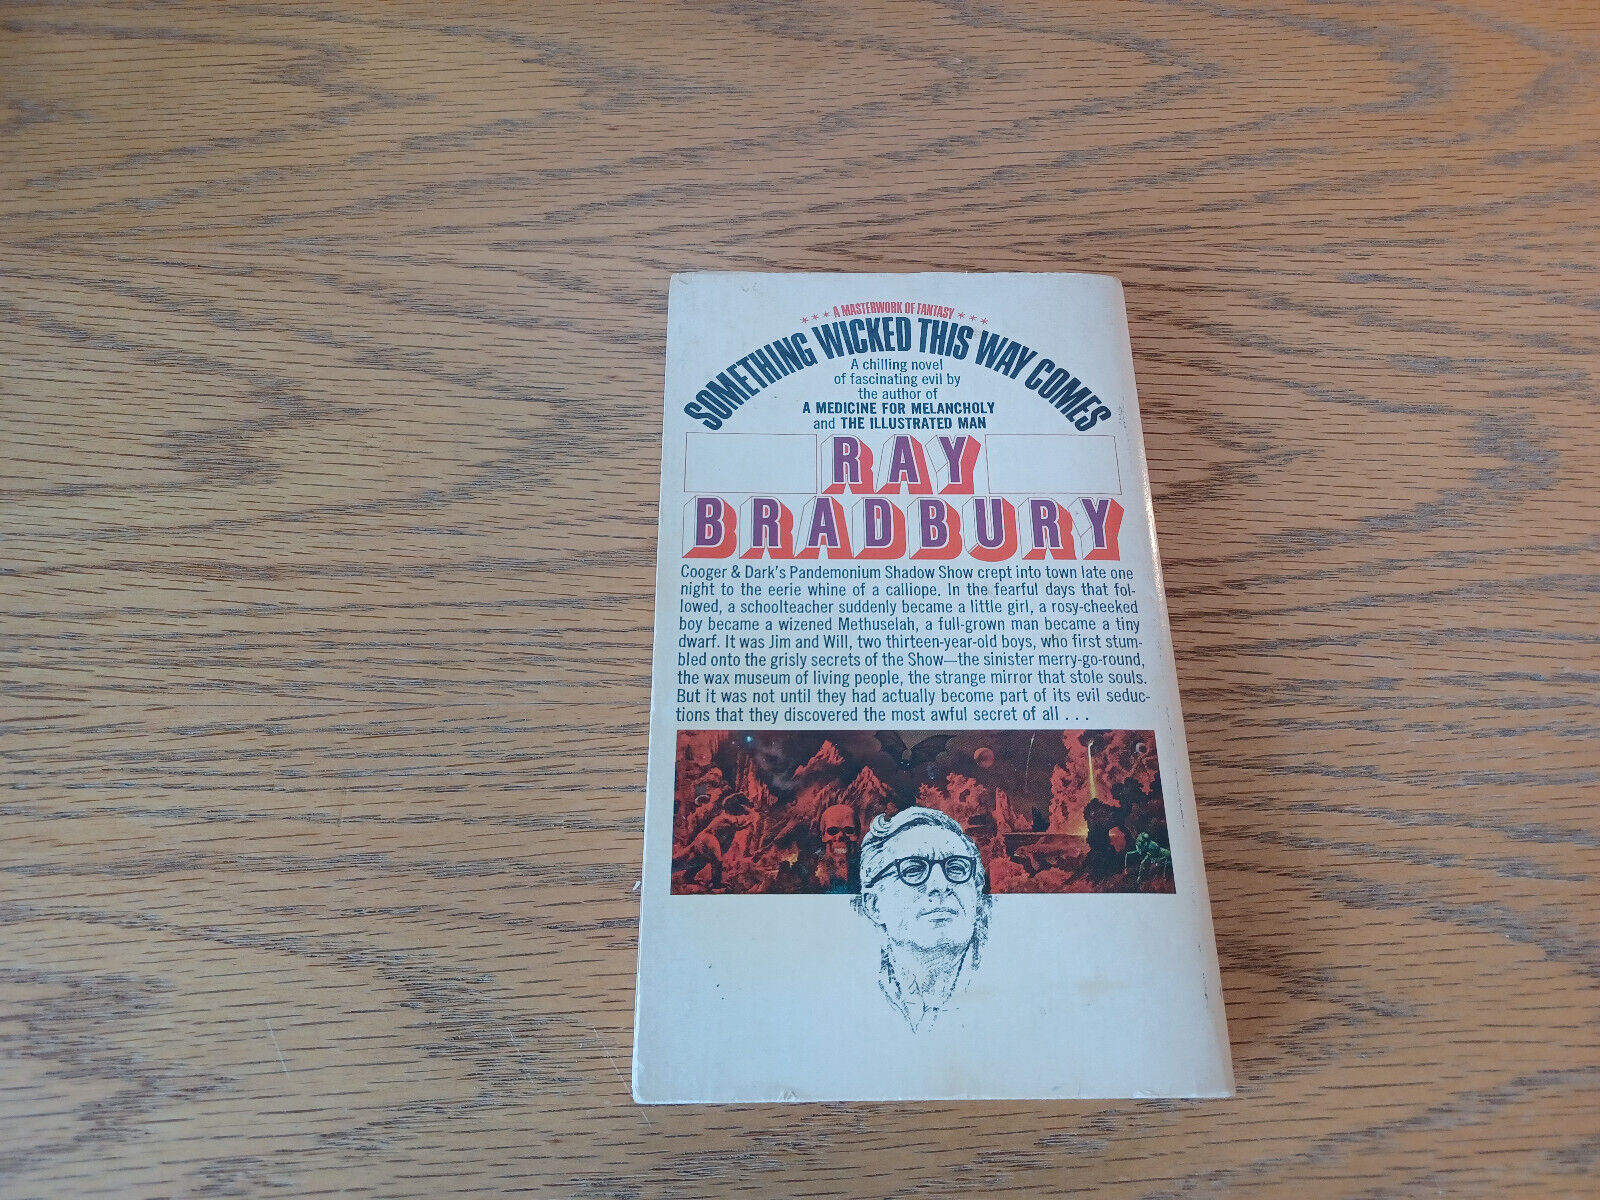 * * * A MASTERWORK OF FANTASY * * *
SOMETHING WICKED THIS WAY COMES
A chilling novel
of fascinating evil by
the author of
A MEDICINE FOR MELANCHOLY
and THE ILLUSTRATED MAN
RAY
BRADBURY
Cooger & Dark's Pandemonium Shadow Show crept into town late one
night to the eerie whine of a calliope. In the fearful days that fol-
lowed, a schoolteacher suddenly became a little girl, a rosy-cheeked
boy became a wizened Methuselah, a full-grown man became a tiny
dwarf. It was Jim and Will, two thirteen-year-old boys, who first stum-
bled onto the grisly secrets of the Show—the sinister merry-go-round,
the wax museum of living people, the strange mirror that stole souls.
But it was not until they had actually become part of its evil seduc-
tions that they discovered the most awful secret of all . . .